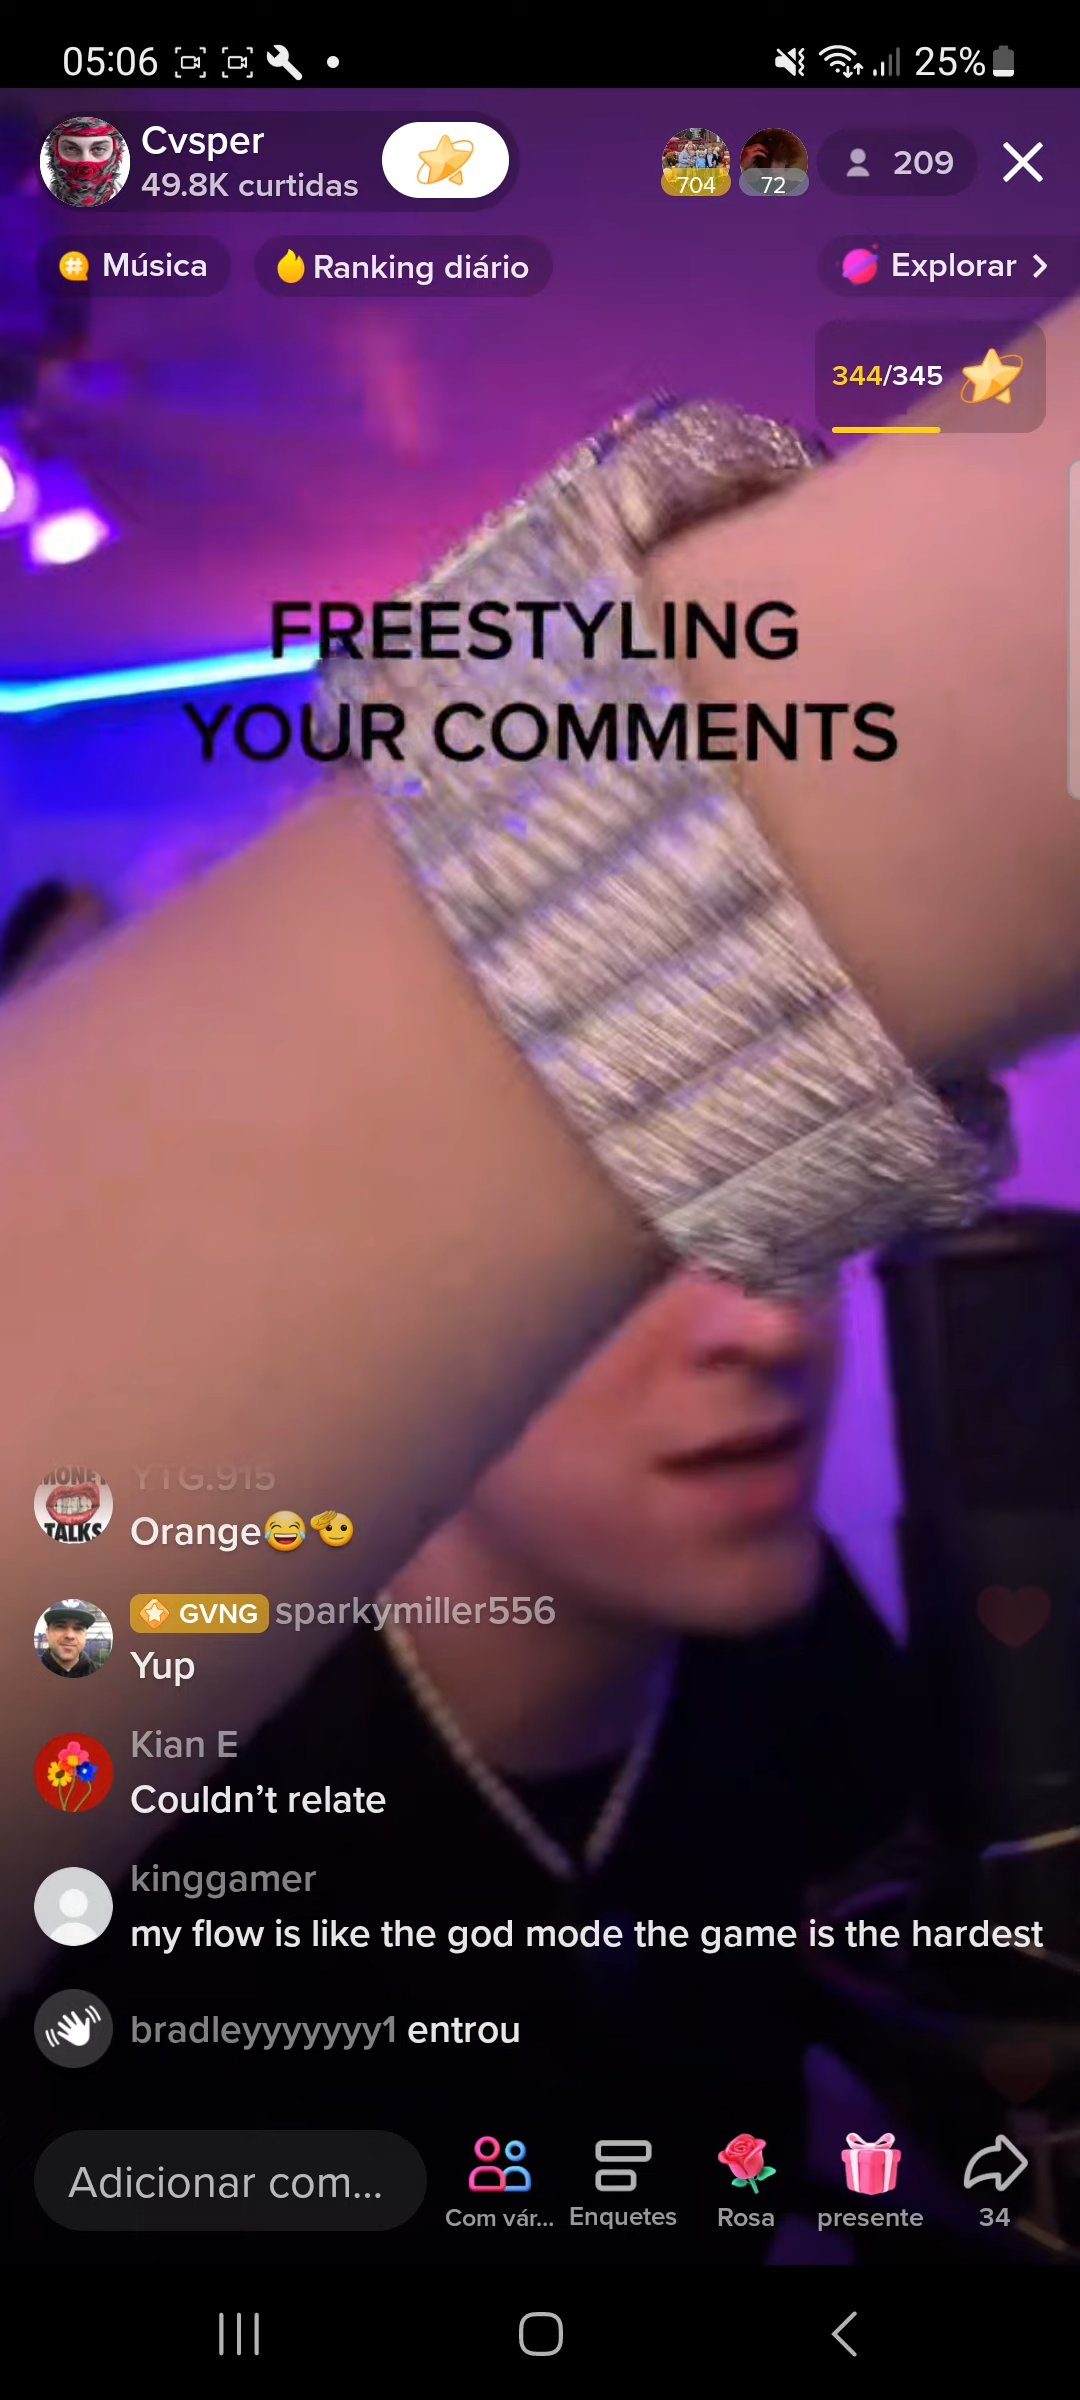 05:06
25%
Cvsper
49.8K curtidas
704
72
209
Música
Ranking diário
Explorar
344/345
FREESTYLING
YOUR COMMENTS
MONEY
TALKS
YTG.915
Orange😂🫡
GVNG sparkymiller556
Yup
Kian E
Couldn’t relate
kinggamer
my flow is like the god mode the game is the hardest
bradleyyyyyyy1 entrou
Adicionar com...
Com vár...
Enquetes
Rosa
presente
34